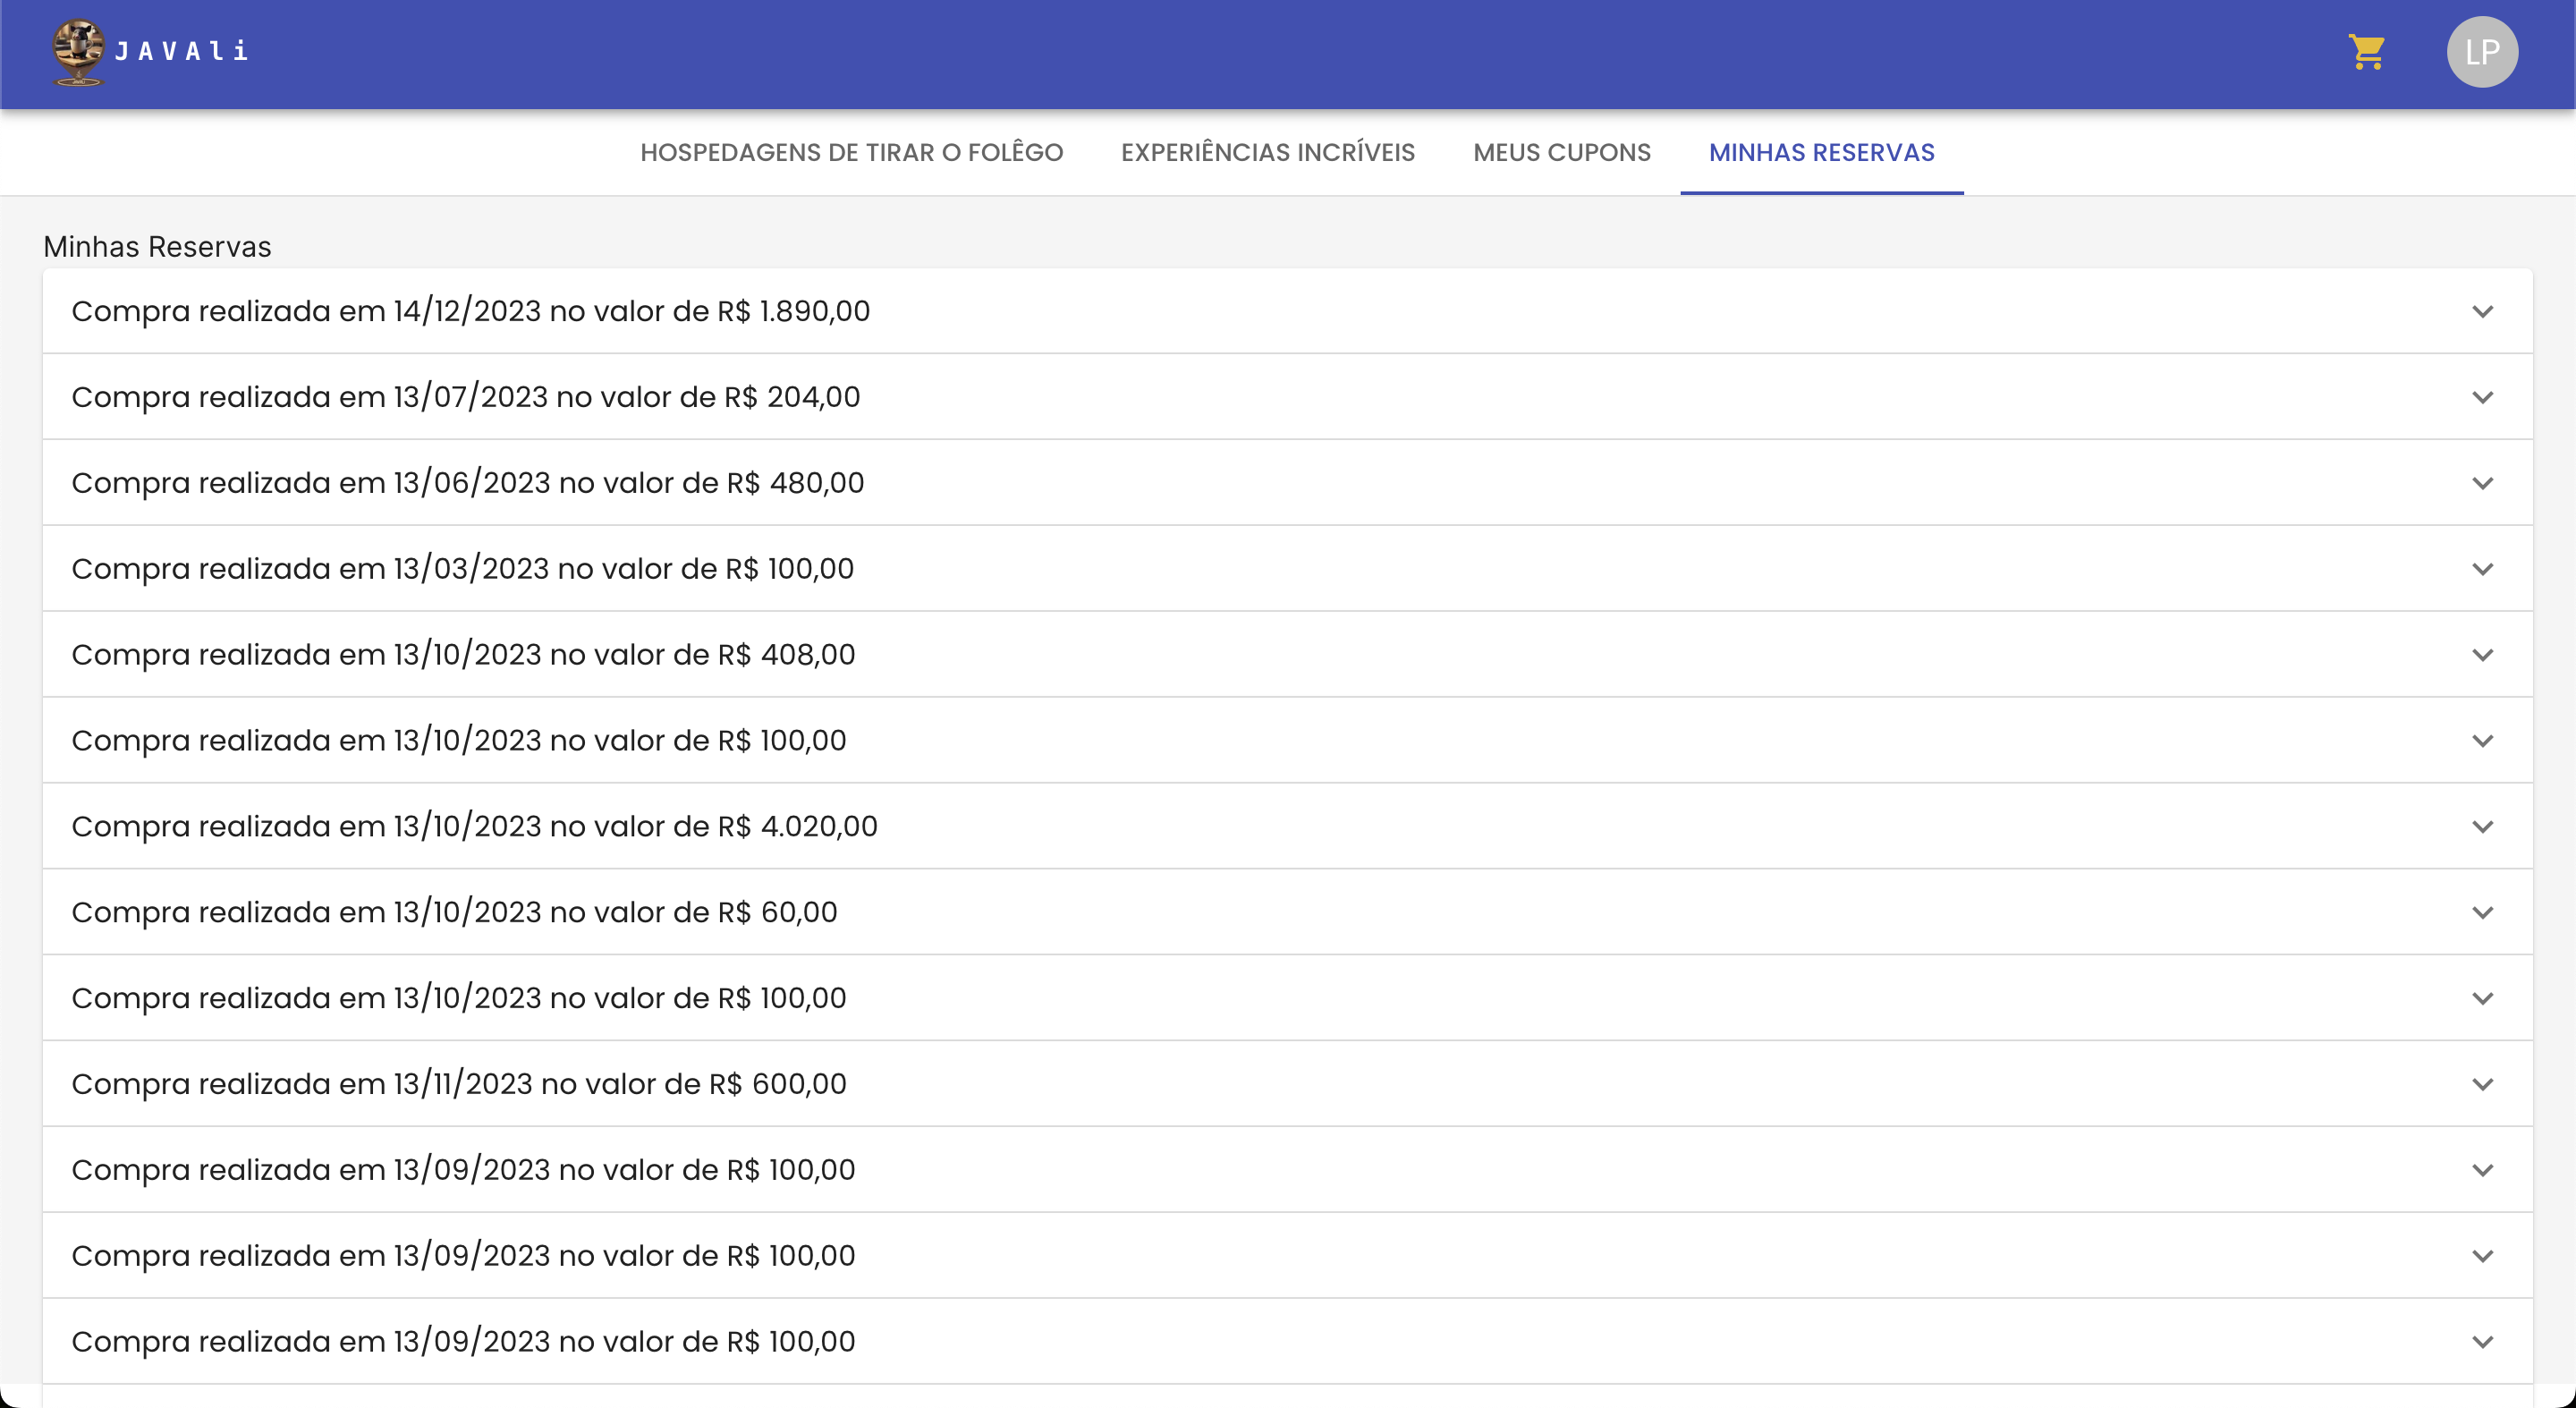 JAVAli
LP
HOSPEDAGENS DE TIRAR O FOLÊGO
EXPERIÊNCIAS INCRÍVEIS
MEUS CUPONS
MINHAS RESERVAS
Minhas Reservas
Compra realizada em 14/12/2023 no valor de R$ 1.890,00
Compra realizada em 13/07/2023 no valor de R$ 204,00
Compra realizada em 13/06/2023 no valor de R$ 480,00
Compra realizada em 13/03/2023 no valor de R$ 100,00
Compra realizada em 13/10/2023 no valor de R$ 408,00
Compra realizada em 13/10/2023 no valor de R$ 100,00
Compra realizada em 13/10/2023 no valor de R$ 4.020,00
Compra realizada em 13/10/2023 no valor de R$ 60,00
Compra realizada em 13/10/2023 no valor de R$ 100,00
Compra realizada em 13/11/2023 no valor de R$ 600,00
Compra realizada em 13/09/2023 no valor de R$ 100,00
Compra realizada em 13/09/2023 no valor de R$ 100,00
Compra realizada em 13/09/2023 no valor de R$ 100,00